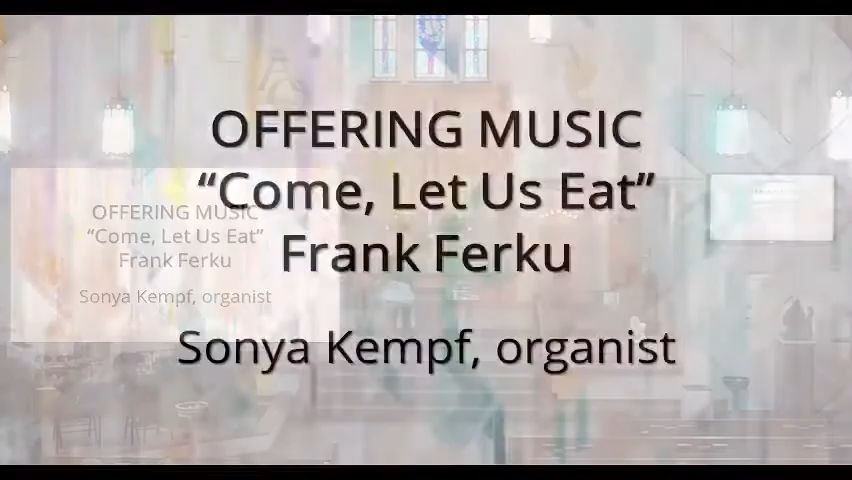 OFFERING MUSIC
“Come, Let Us Eat”
Frank Ferku
Sonya Kempf, organist
OFFERING MUSIC
“Come, Let Us Eat”
Frank Ferku
Sonya Kempf, organist